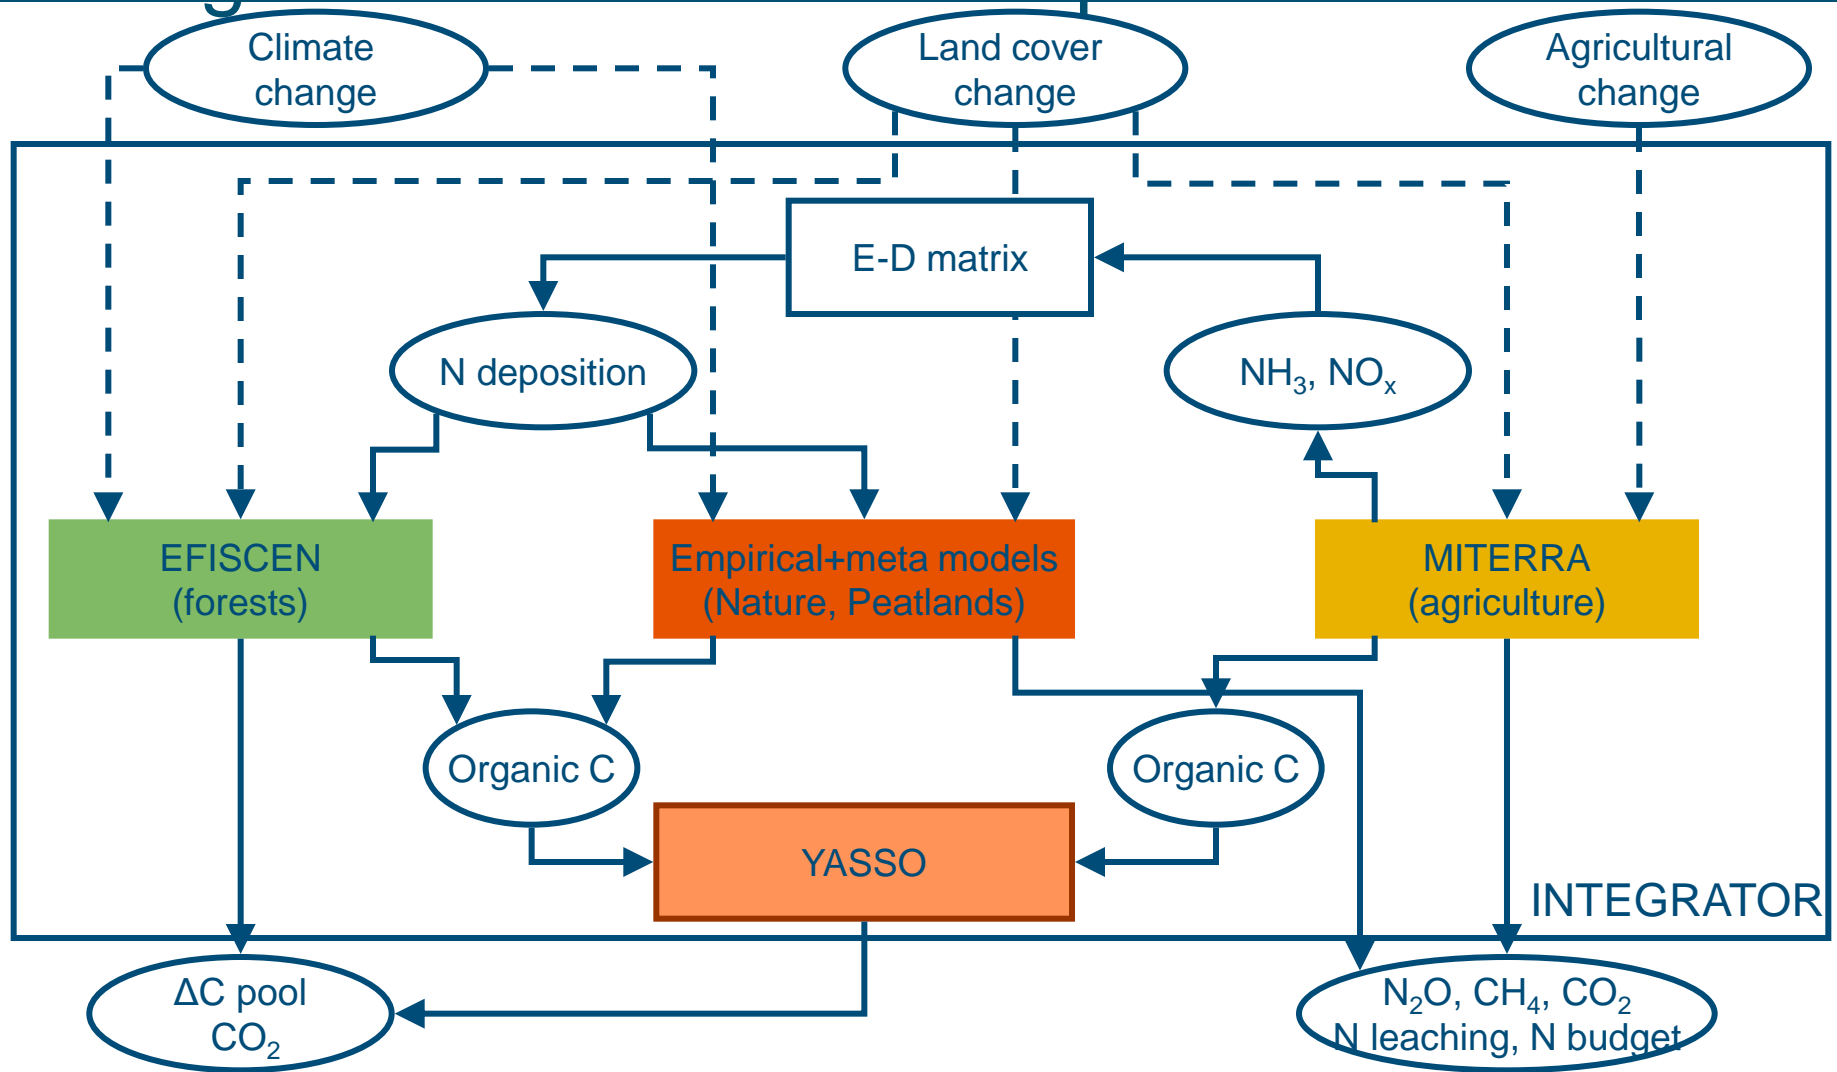 Climate
change
Land cover
change
Agricultural
change
E-D matrix
N deposition
NH₃, NOₓ
EFISCEN
(forests)
Empirical+meta models
(Nature, Peatlands)
MITERRA
(agriculture)
Organic C
Organic C
YASSO
INTEGRATOR
ΔC pool
CO₂
N₂O, CH₄, CO₂
N leaching, N budget